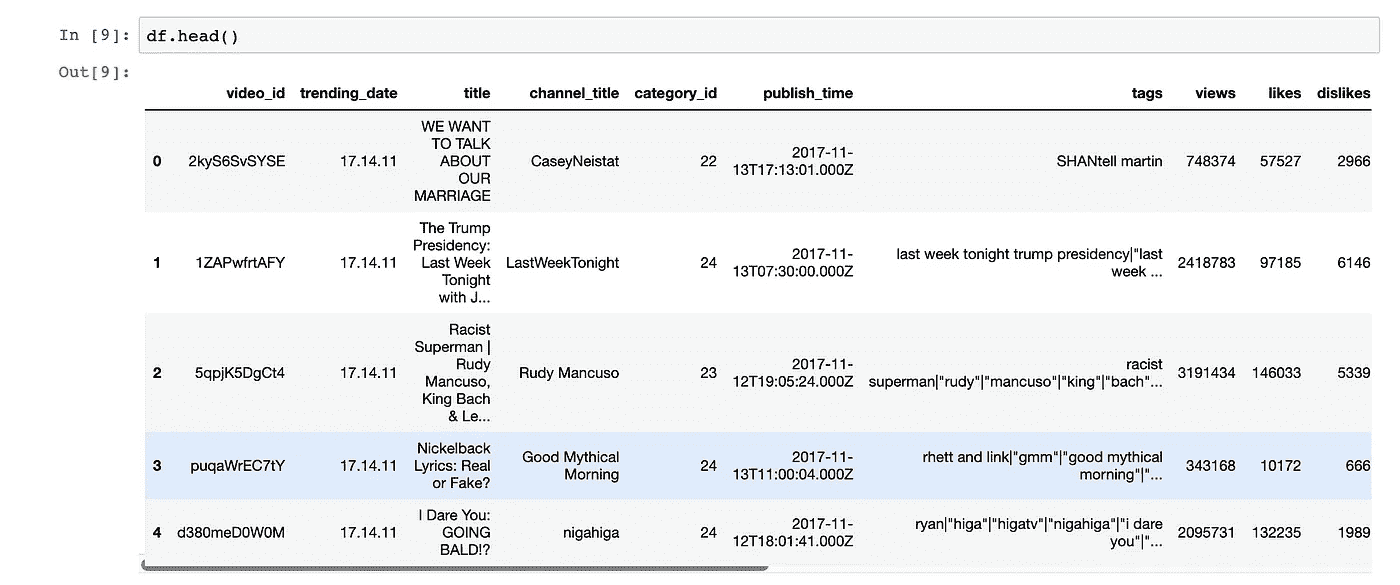 In [9]: df.head()
Out[9]:
video_id trending_date title channel_title category_id publish_time tags views likes dislikes
WE WANT
TO TALK
0 2kyS6SvSYSE 17.14.11 ABOUT CaseyNeistat 22 2017-11-13T17:13:01.000Z SHANtell martin 748374 57527 2966
OUR
MARRIAGE
The Trump
Presidency:
1 1ZAPwfrtAFY 17.14.11 Last Week LastWeekTonight 24 2017-11-13T07:30:00.000Z last week tonight trump presidency|"last week ... 2418783 97185 6146
Tonight
with J...
Racist
Superman |
Rudy
2 5qpjK5DgCt4 17.14.11 Mancuso, Rudy Mancuso 23 2017-11-12T19:05:24.000Z racist superman|"rudy"|"mancuso"|"king"|"bach"... 3191434 146033 5339
King Bach
& Le...
Nickelback
3 puqaWrEC7tY 17.14.11 Lyrics: Real Good Mythical Morning 24 2017-11-13T11:00:04.000Z rhett and link|"gmm"|"good mythical morning"|"... 343168 10172 666
or Fake?
I Dare You:
4 d380meD0W0M 17.14.11 GOING nigahiga 24 2017-11-12T18:01:41.000Z ryan|"higa"|"higatv"|"nigahiga"|"i dare you"|"... 2095731 132235 1989
BALD!?